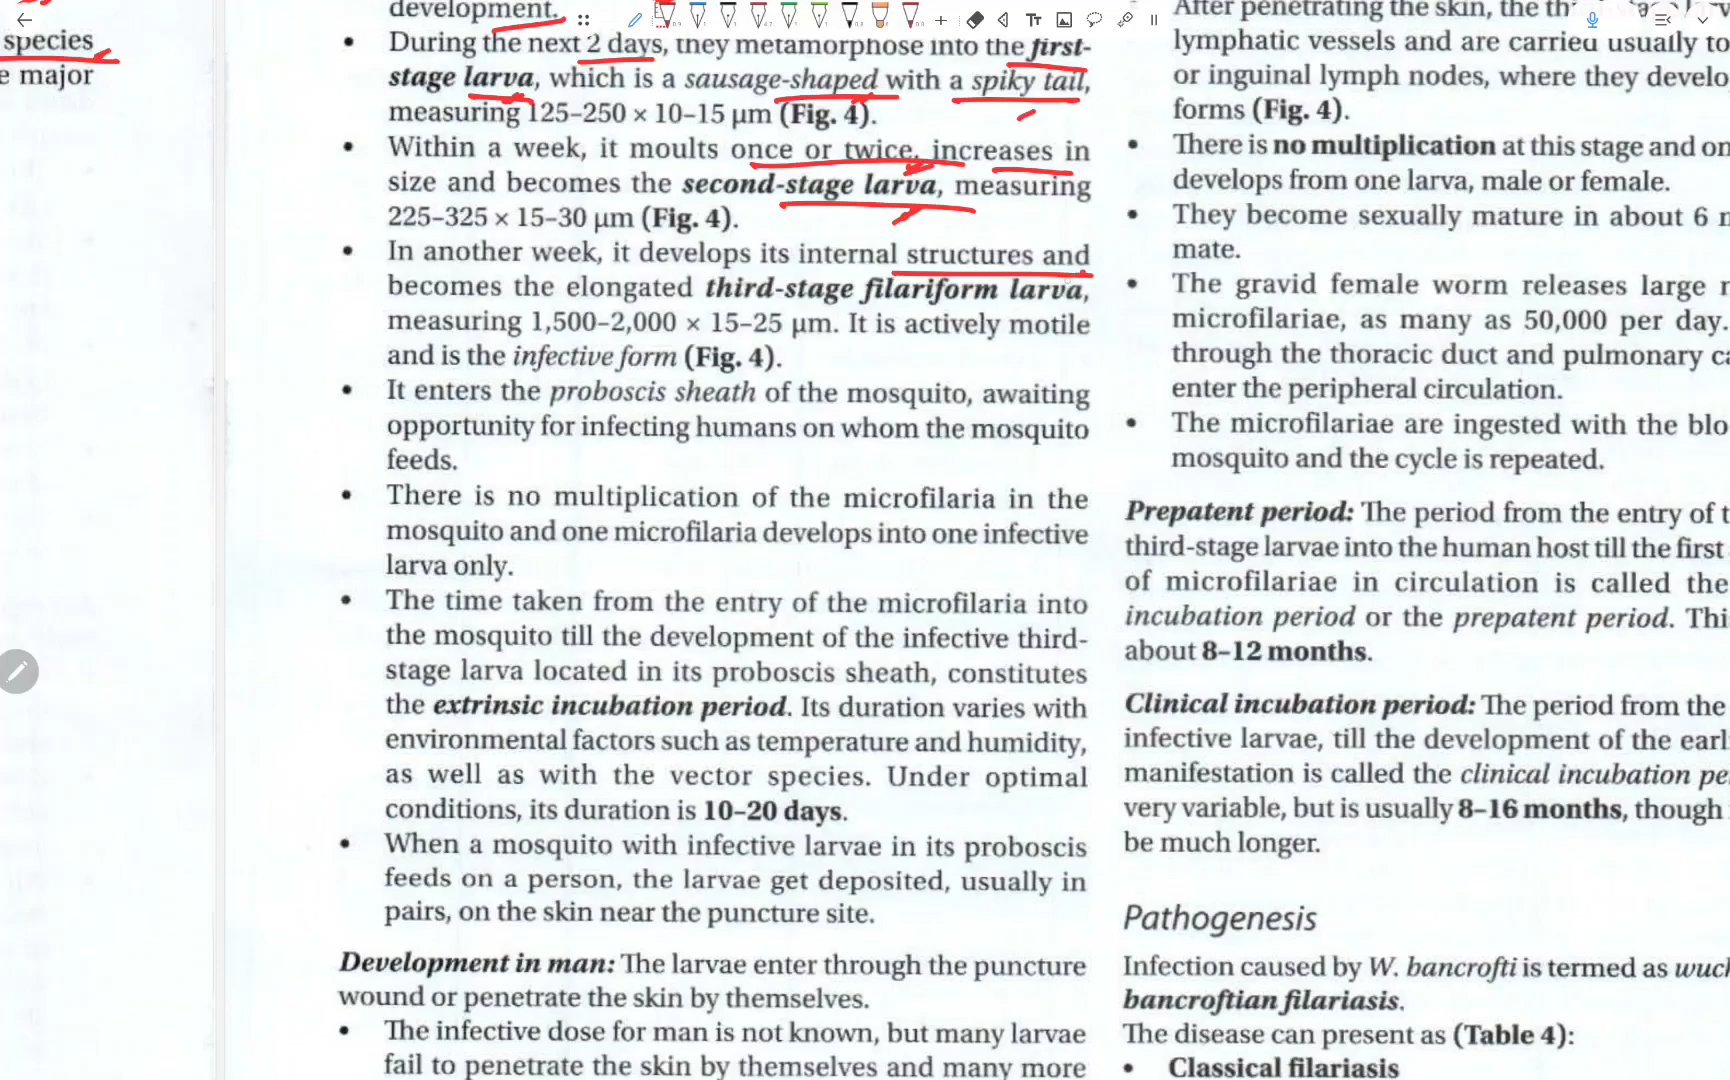 species
e major
development.
• During the next 2 days, they metamorphose into the first-
stage larva, which is a sausage-shaped with a spiky tail,
measuring 125–250 × 10–15 µm (Fig. 4).
• Within a week, it moults once or twice, increases in
size and becomes the second-stage larva, measuring
225–325 × 15–30 µm (Fig. 4).
• In another week, it develops its internal structures and
becomes the elongated third-stage filariform larva,
measuring 1,500–2,000 × 15–25 µm. It is actively motile
and is the infective form (Fig. 4).
• It enters the proboscis sheath of the mosquito, awaiting
opportunity for infecting humans on whom the mosquito
feeds.
• There is no multiplication of the microfilaria in the
mosquito and one microfilaria develops into one infective
larva only.
• The time taken from the entry of the microfilaria into
the mosquito till the development of the infective third-
stage larva located in its proboscis sheath, constitutes
the extrinsic incubation period. Its duration varies with
environmental factors such as temperature and humidity,
as well as with the vector species. Under optimal
conditions, its duration is 10–20 days.
• When a mosquito with infective larvae in its proboscis
feeds on a person, the larvae get deposited, usually in
pairs, on the skin near the puncture site.
Development in man: The larvae enter through the puncture
wound or penetrate the skin by themselves.
• The infective dose for man is not known, but many larvae
fail to penetrate the skin by themselves and many more
After penetrating the skin, the
lymphatic vessels and are carried usually to
or inguinal lymph nodes, where they develo
forms (Fig. 4).
• There is no multiplication at this stage and on
develops from one larva, male or female.
• They become sexually mature in about 6 m
mate.
• The gravid female worm releases large n
microfilariae, as many as 50,000 per day.
through the thoracic duct and pulmonary ca
enter the peripheral circulation.
• The microfilariae are ingested with the blo
mosquito and the cycle is repeated.
Prepatent period: The period from the entry of t
third-stage larvae into the human host till the first
of microfilariae in circulation is called the
incubation period or the prepatent period. Thi
about 8–12 months.
Clinical incubation period: The period from the
infective larvae, till the development of the earl
manifestation is called the clinical incubation pe
very variable, but is usually 8–16 months, though
be much longer.
Pathogenesis
Infection caused by W. bancrofti is termed as wuch
bancroftian filariasis.
The disease can present as (Table 4):
• Classical filariasis